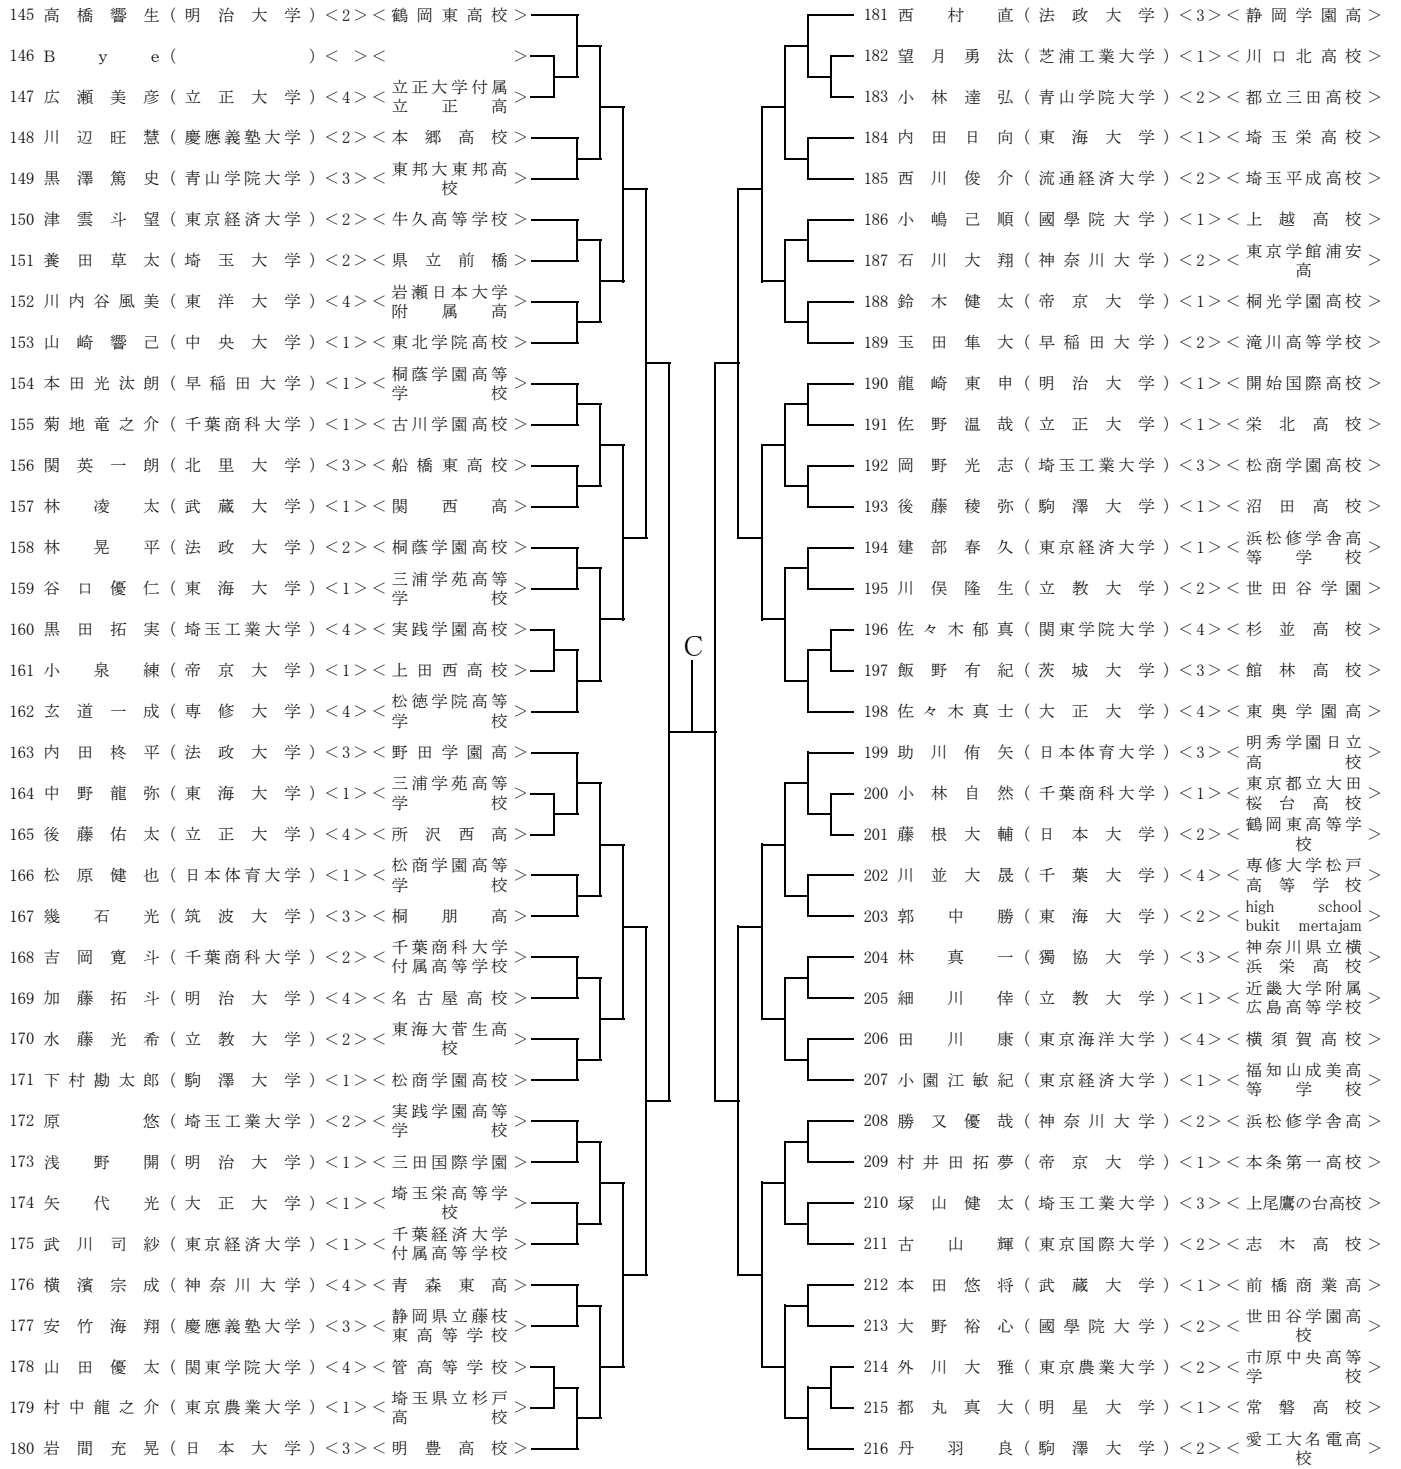 145 高橋響生(明治大学)<2><鶴岡東高校>
146 Bye( )< >< >
147 広瀬美彦(立正大学)<4><立正大学付属立正高>
148 川辺旺慧(慶應義塾大学)<2><本郷高校>
149 黒澤篤史(青山学院大学)<3><東邦大東邦高校>
150 津雲斗望(東京経済大学)<2><牛久高等学校>
151 養田草太(埼玉大学)<2><県立前橋>
152 川内谷風美(東洋大学)<4><岩瀬日本大学附属高>
153 山崎響己(中央大学)<1><東北学院高校>
154 本田光汰朗(早稲田大学)<1><桐蔭学園高等学校>
155 菊地竜之介(千葉商科大学)<1><古川学園高校>
156 関英一朗(北里大学)<3><船橋東高校>
157 林凌太(武蔵大学)<1><関西高>
158 林晃平(法政大学)<2><桐蔭学園高校>
159 谷口優仁(東海大学)<1><三浦学苑高等学校>
160 黒田拓実(埼玉工業大学)<4><実践学園高校>
161 小泉練(帝京大学)<1><上田西高校>
162 玄道一成(専修大学)<4><松徳学院高等学校>
163 内田柊平(法政大学)<3><野田学園高>
164 中野龍弥(東海大学)<1><三浦学苑高等学校>
165 後藤佑太(立正大学)<4><所沢西高>
166 松原健也(日本体育大学)<1><松商学園高等学校>
167 幾石光(筑波大学)<3><桐朋高>
168 吉岡寛斗(千葉商科大学)<2><千葉商科大学付属高等学校>
169 加藤拓斗(明治大学)<4><名古屋高校>
170 水藤光希(立教大学)<2><東海大菅生高校>
171 下村勘太郎(駒澤大学)<1><松商学園高校>
172 原悠(埼玉工業大学)<2><実践学園高等学校>
173 浅野開(明治大学)<1><三田国際学園>
174 矢代光(大正大学)<1><埼玉栄高等学校>
175 武川司紗(東京経済大学)<1><千葉経済大学付属高等学校>
176 横濱宗成(神奈川大学)<4><青森東高>
177 安竹海翔(慶應義塾大学)<3><静岡県立藤枝東高等学校>
178 山田優太(関東学院大学)<4><管高等学校>
179 村中龍之介(東京農業大学)<1><埼玉県立杉戸高校>
180 岩間充晃(日本大学)<3><明豊高校>
C
181 西村直(法政大学)<3><静岡学園高>
182 望月勇汰(芝浦工業大学)<1><川口北高校>
183 小林達弘(青山学院大学)<2><都立三田高校>
184 内田日向(東海大学)<1><埼玉栄高校>
185 西川俊介(流通経済大学)<2><埼玉平成高校>
186 小嶋己順(國學院大学)<1><上越高校>
187 石川大翔(神奈川大学)<2><東京学館浦安高>
188 鈴木健太(帝京大学)<1><桐光学園高校>
189 玉田隼大(早稲田大学)<2><滝川高等学校>
190 龍崎東申(明治大学)<1><開始国際高校>
191 佐野温哉(立正大学)<1><栄北高校>
192 岡野光志(埼玉工業大学)<3><松商学園高校>
193 後藤稜弥(駒澤大学)<1><沼田高校>
194 建部春久(東京経済大学)<1><浜松修学舎高等学校>
195 川俣隆生(立教大学)<2><世田谷学園>
196 佐々木郁真(関東学院大学)<4><杉並高校>
197 飯野有紀(茨城大学)<3><館林高校>
198 佐々木真士(大正大学)<4><東奥学園高>
199 助川侑矢(日本体育大学)<3><明秀学園日立高校>
200 小林自然(千葉商科大学)<1><東京都立大田桜台高校>
201 藤根大輔(日本大学)<2><鶴岡東高等学校>
202 川並大晟(千葉大学)<4><専修大学松戸高等学校>
203 郭中勝(東海大学)<2><high school bukit mertajam>
204 林真一(獨協大学)<3><神奈川県立横浜栄高校>
205 細川倖(立教大学)<1><近畿大学附属広島高等学校>
206 田川康(東京海洋大学)<4><横須賀高校>
207 小園江敏紀(東京経済大学)<1><福知山成美高等学校>
208 勝又優哉(神奈川大学)<2><浜松修学舎高>
209 村井田拓夢(帝京大学)<1><本条第一高校>
210 塚山健太(埼玉工業大学)<3><上尾鷹の台高校>
211 古山輝(東京国際大学)<2><志木高校>
212 本田悠将(武蔵大学)<1><前橋商業高>
213 大野裕心(國學院大学)<2><世田谷学園高校>
214 外川大雅(東京農業大学)<2><市原中央高等学校>
215 都丸真大(明星大学)<1><常磐高校>
216 丹羽良(駒澤大学)<2><愛工大名電高校>